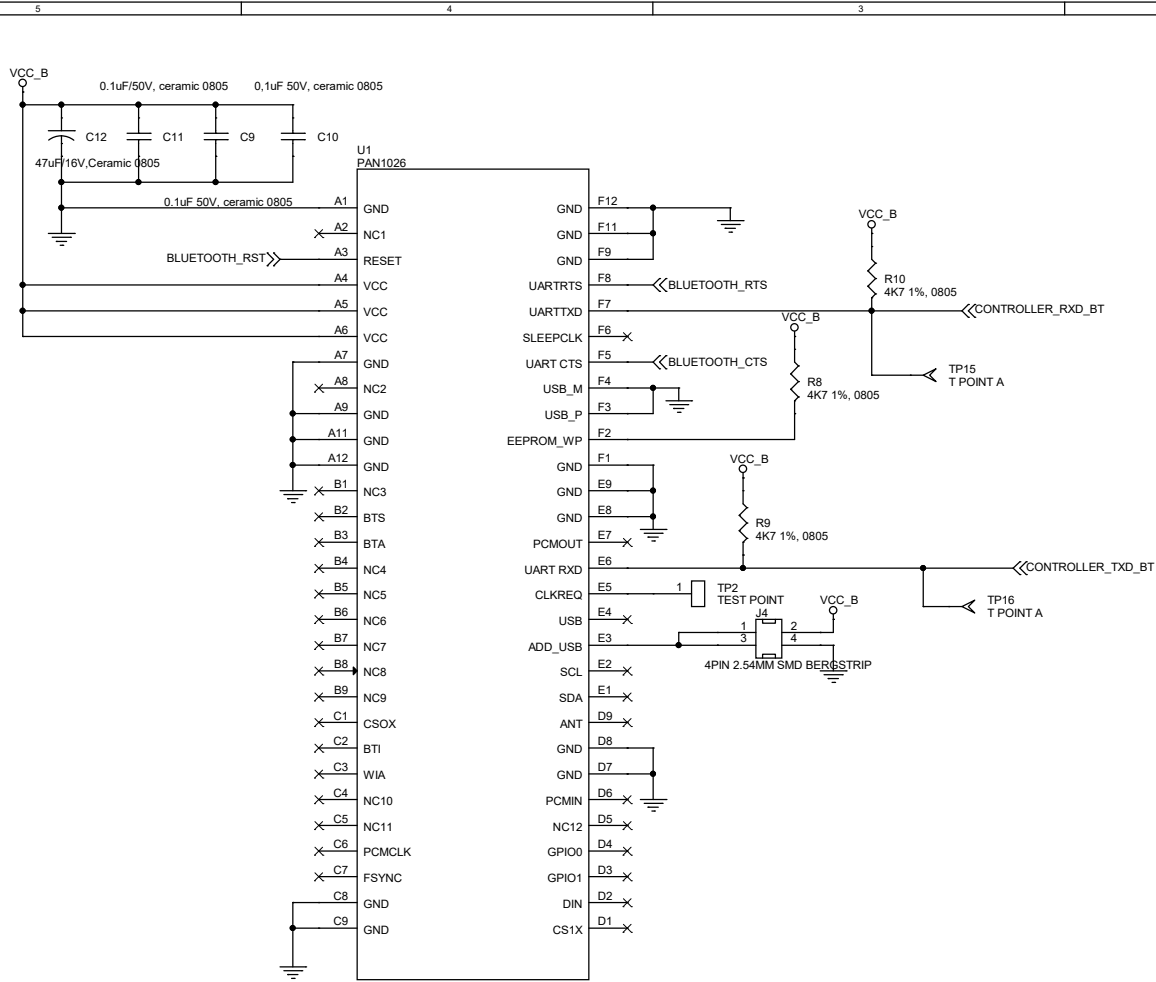 5
4
3
VCC_B
0.1uF/50V, ceramic 0805
0,1uF 50V, ceramic 0805
C12
C11
C9
C10
47uF/16V,Ceramic 0805
0.1uF 50V, ceramic 0805
U1
PAN1026
A1 GND
A2 NC1
BLUETOOTH_RST
A3 RESET
A4 VCC
A5 VCC
A6 VCC
A7 GND
A8 NC2
A9 GND
A11 GND
A12 GND
B1 NC3
B2 BTS
B3 BTA
B4 NC4
B5 NC5
B6 NC6
B7 NC7
B8 NC8
B9 NC9
C1 CSOX
C2 BTI
C3 WIA
C4 NC10
C5 NC11
C6 PCMCLK
C7 FSYNC
C8 GND
C9 GND
GND F12
GND F11
GND F9
UARTRTS F8
BLUETOOTH_RTS
UARTTXD F7
SLEEPCLK F6
UART CTS F5
BLUETOOTH_CTS
USB_M F4
USB_P F3
EEPROM_WP F2
GND F1
GND E9
GND E8
PCMOUT E7
UART RXD E6
CLKREQ E5
USB E4
ADD_USB E3
SCL E2
SDA E1
ANT D9
GND D8
GND D7
PCMIN D6
NC12 D5
GPIO0 D4
GPIO1 D3
DIN D2
CS1X D1
VCC_B
R10
4K7 1%, 0805
CONTROLLER_RXD_BT
TP15
T POINT A
VCC_B
R8
4K7 1%, 0805
VCC_B
R9
4K7 1%, 0805
CONTROLLER_TXD_BT
TP16
T POINT A
1
TP2
TEST POINT
VCC_B
J4
1 2
3 4
4PIN 2.54MM SMD BERGSTRIP